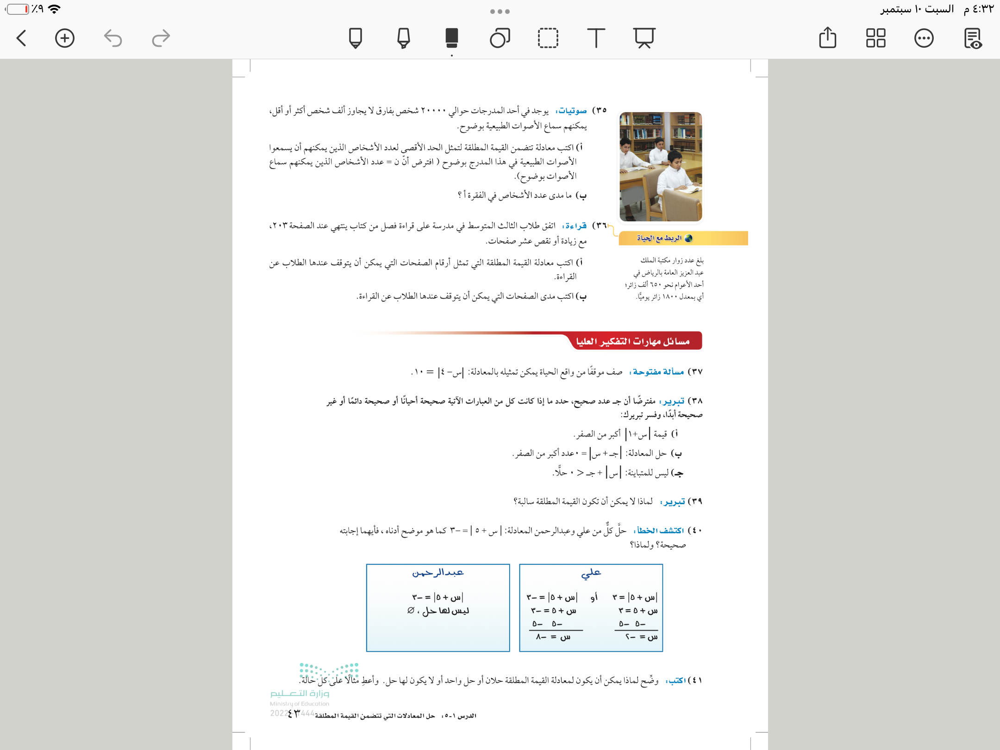 ٤:٣٢ م السبت ١٠ سبتمبر
٩٪
٣٥) صوتيات: يوجد في أحد المدرجات حوالي ٢٠٠٠٠ شخص بفارق لا يجاوز ألف شخص أكثر أو أقل،
يمكنهم سماع الأصوات الطبيعية بوضوح.
أ) اكتب معادلة تتضمن القيمة المطلقة لتمثل الحد الأقصى لعدد الأشخاص الذين يمكنهم أن يسمعوا
الأصوات الطبيعية في هذا المدرج بوضوح ( افترض أنّ ن = عدد الأشخاص الذين يمكنهم سماع
الأصوات بوضوح).
ب) ما مدى عدد الأشخاص في الفقرة أ ؟
٣٦) قراءة: اتفق طلاب الثالث المتوسط في مدرسة على قراءة فصل من كتاب ينتهي عند الصفحة ٢٠٣،
مع زيادة أو نقص عشر صفحات.
أ) اكتب معادلة القيمة المطلقة التي تمثل أرقام الصفحات التي يمكن أن يتوقف عندها الطلاب عن
القراءة.
ب) اكتب مدى الصفحات التي يمكن أن يتوقف عندها الطلاب عن القراءة.
الربط مع الحياة
بلغ عدد زوار مكتبة الملك
عبد العزيز العامة بالرياض في
أحد الأعوام نحو ٦٥٠ ألف زائر؛
أي بمعدل ١٨٠٠ زائر يوميًّا.
مسائل مهارات التفكير العليا
٣٧) مسألة مفتوحة: صف موقفًا من واقع الحياة يمكن تمثيله بالمعادلة: |س – ٤| = ١٠.
٣٨) تبرير: مفترضًا أن جـ عدد صحيح، حدد ما إذا كانت كل من العبارات الآتية صحيحة أحيانًا أو صحيحة دائمًا أو غير
صحيحة أبدًا، وفسر تبريرك:
أ) قيمة |س+١| أكبر من الصفر.
ب) حل المعادلة: |جـ + س| = ٠ عدد أكبر من الصفر.
جـ) ليس للمتباينة: |س| + جـ < ٠ حلًّا.
٣٩) تبرير: لماذا لا يمكن أن تكون القيمة المطلقة سالبة؟
٤٠) اكتشف الخطأ: حلَّ كلٌّ من علي وعبدالرحمن المعادلة: |س + ٥| = –٣ كما هو موضح أدناه ، فأيهما إجابته
صحيحة؟ ولماذا؟
علي
|س + ٥| = ٣ أو |س + ٥| = –٣
س + ٥ = ٣ س + ٥ = –٣
–٥ –٥ –٥ –٥
س = –٢ س = –٨
عبدالرحمن
|س + ٥| = –٣
ليس لها حل ، ∅
٤١) اكتب: وضِّح لماذا يمكن أن يكون لمعادلة القيمة المطلقة حلان أو حل واحد أو لا يكون لها حل. وأعطِ مثالًا على كل حالة.
وزارة التعـليم
Ministry of Education
2022 - 1444
الدرس ١-٥: حل المعادلات التي تتضمن القيمة المطلقة ٤٣